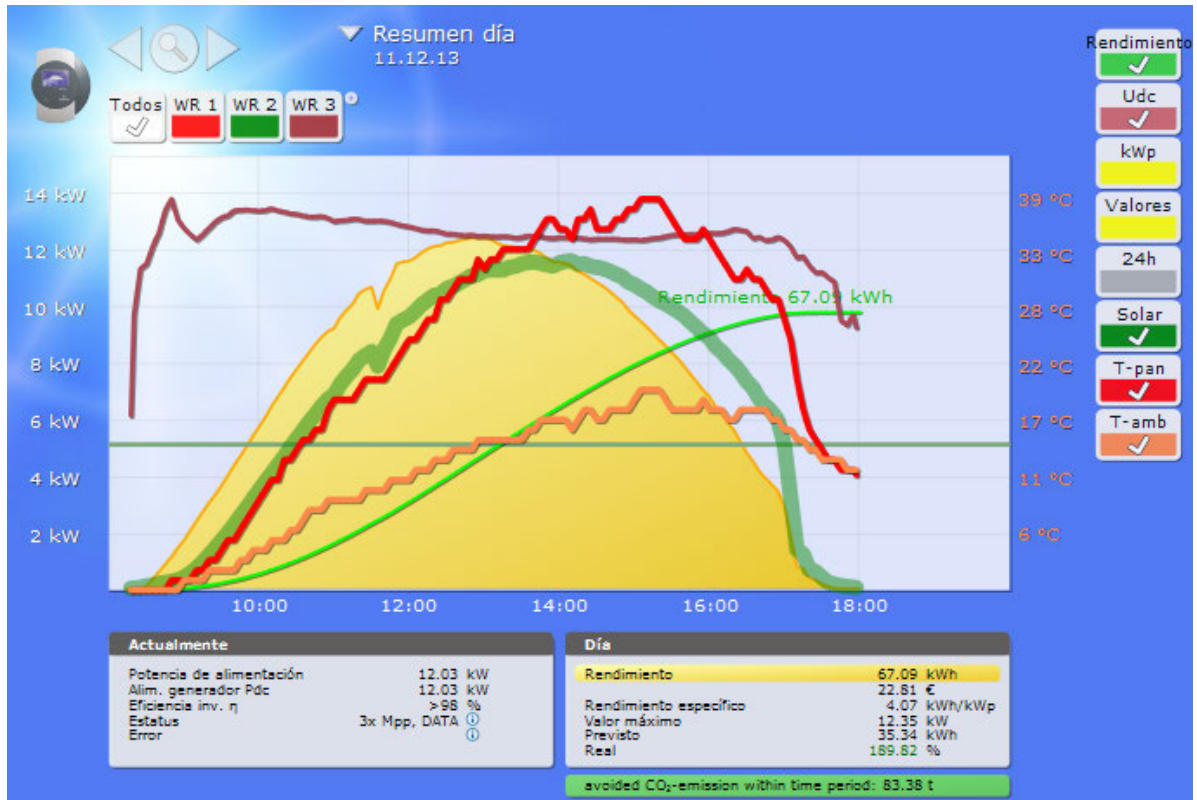 Resumen día
11.12.13
Todos WR 1 WR 2 WR 3
Rendimiento
Udc
kWp
Valores
24h
Solar
T-pan
T-amb
14 kW
12 kW
10 kW
8 kW
6 kW
4 kW
2 kW
39 °C
33 °C
28 °C
22 °C
17 °C
11 °C
6 °C
Rendimiento 67.09 kWh
10:00 12:00 14:00 16:00 18:00
Actualmente
Potencia de alimentación 12.03 kW
Alim. generador Pdc 12.03 kW
Eficiencia inv. η >98 %
Estatus 3x Mpp, DATA
Error
Día
Rendimiento 67.09 kWh
22.81 €
Rendimiento específico 4.07 kWh/kWp
Valor máximo 12.35 kW
Previsto 35.34 kWh
Real 189.82 %
avoided CO₂-emission within time period: 83.38 t